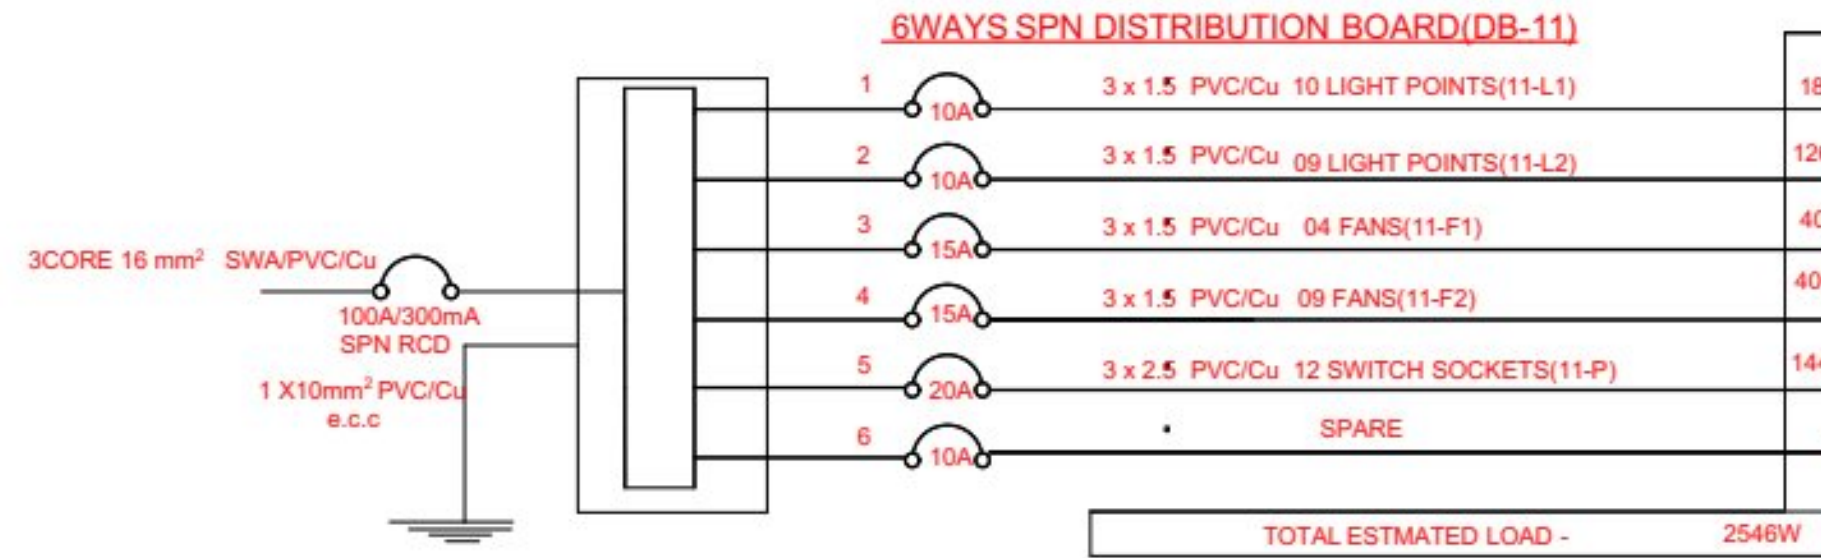 6WAYS SPN DISTRIBUTION BOARD(DB-11)
1 10A 3 x 1.5 PVC/Cu 10 LIGHT POINTS(11-L1)
2 10A 3 x 1.5 PVC/Cu 09 LIGHT POINTS(11-L2)
3 15A 3 x 1.5 PVC/Cu 04 FANS(11-F1)
3CORE 16 mm² SWA/PVC/Cu
100A/300mA
SPN RCD
4 15A 3 x 1.5 PVC/Cu 09 FANS(11-F2)
1 X10mm² PVC/Cu
e.c.c
5 20A 3 x 2.5 PVC/Cu 12 SWITCH SOCKETS(11-P)
6 10A SPARE
TOTAL ESTMATED LOAD - 2546W